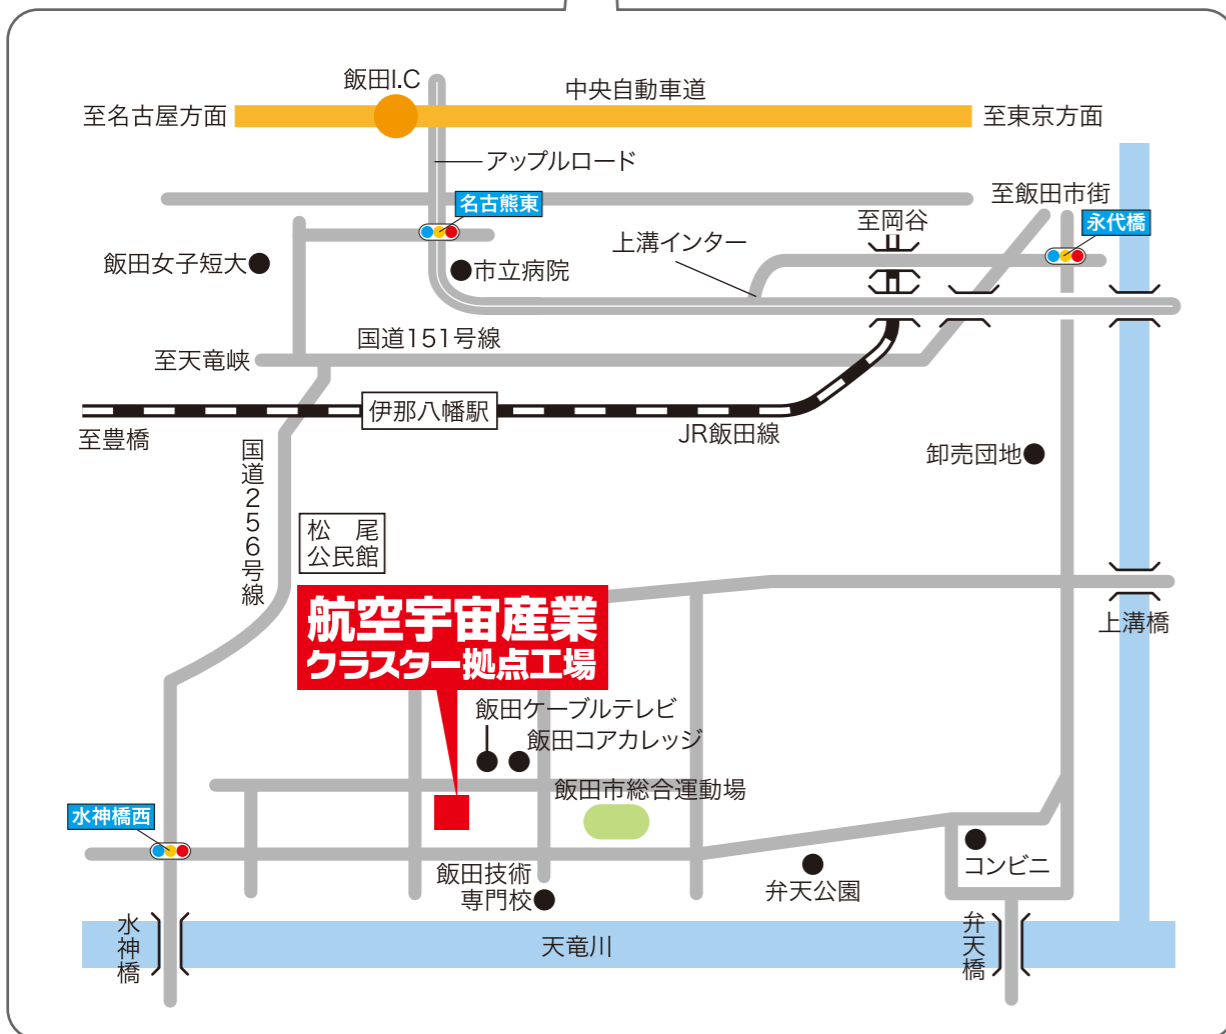 飯田I.C
中央自動車道
至名古屋方面
至東京方面
アップルロード
名古熊東
至飯田市街
至岡谷
永代橋
上溝インター
飯田女子短大
市立病院
国道151号線
至天竜峡
伊那八幡駅
至豊橋
JR飯田線
国道256号線
卸売団地
松 尾
公民館
航空宇宙産業
クラスター拠点工場
上溝橋
飯田ケーブルテレビ
飯田コアカレッジ
飯田市総合運動場
水神橋西
飯田技術
専門校
コンビニ
弁天公園
水神橋
天竜川
弁天橋